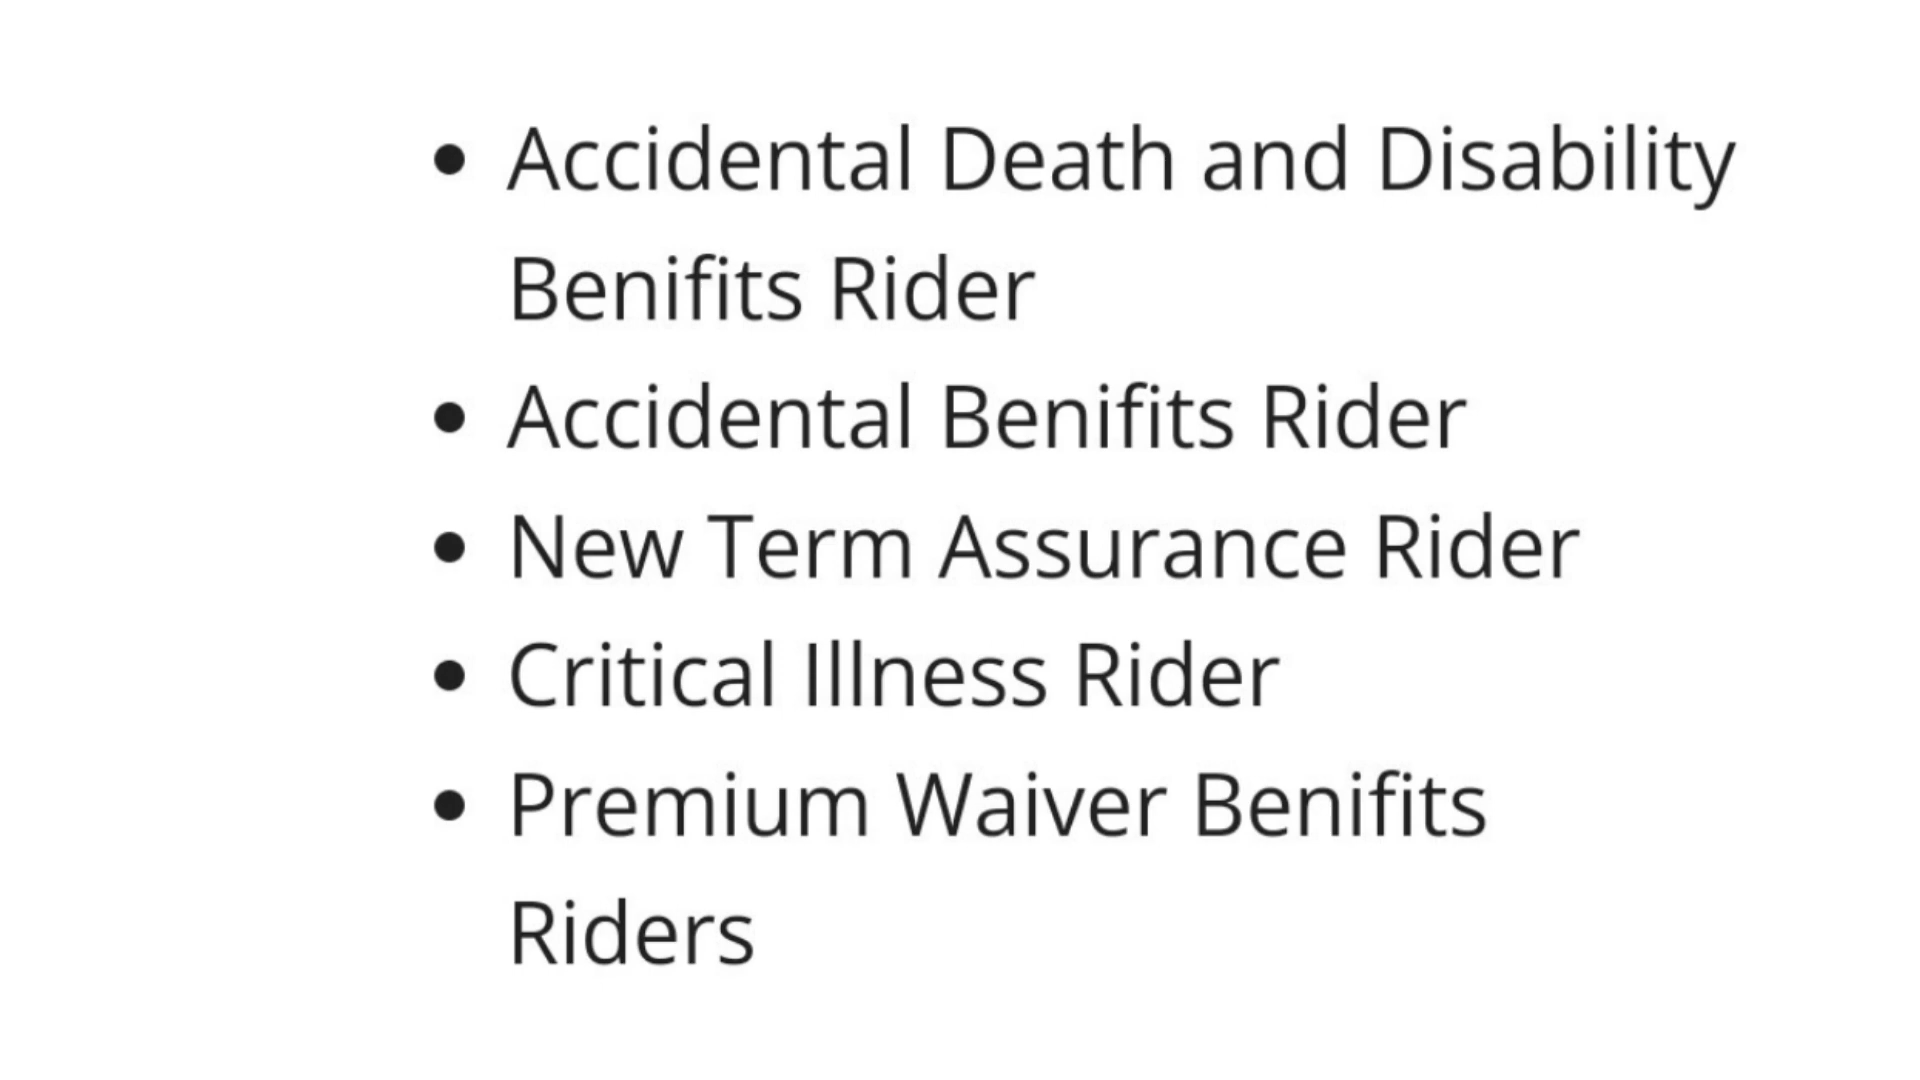 • Accidental Death and Disability
Benifits Rider
• Accidental Benifits Rider
• New Term Assurance Rider
• Critical Illness Rider
• Premium Waiver Benifits
Riders